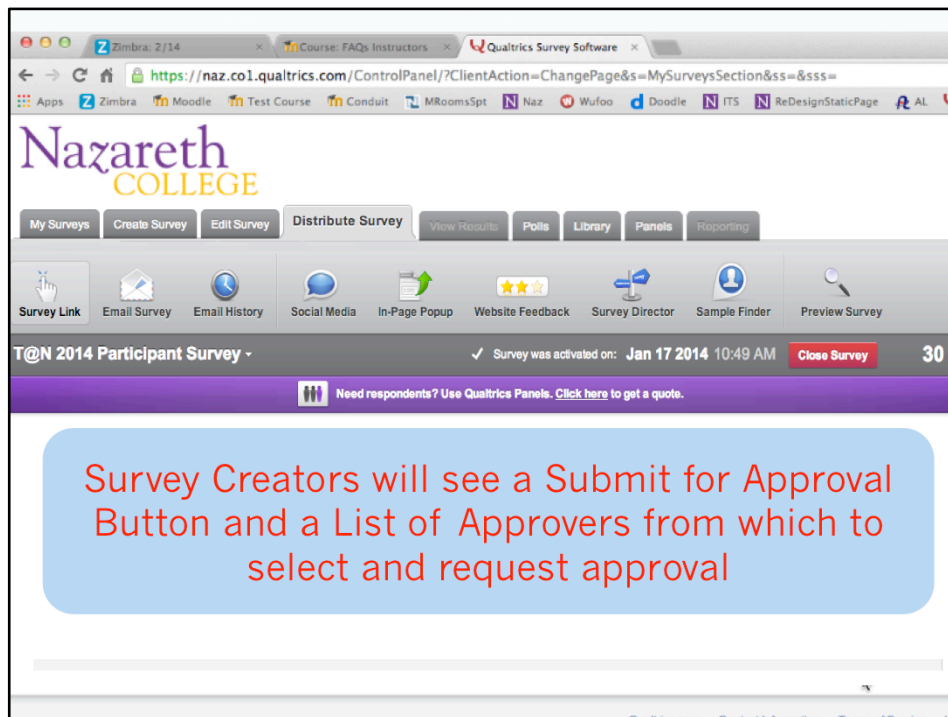 Zimbra: 2/14 Course: FAQs Instructors Qualtrics Survey Software
https://naz.co1.qualtrics.com/ControlPanel/?ClientAction=ChangePage&s=MySurveysSection&ss=&sss=
Apps Zimbra Moodle Test Course Conduit MRoomsSpt Naz Wufoo Doodle ITS ReDesignStaticPage AL
Nazareth
COLLEGE
My Surveys Create Survey Edit Survey Distribute Survey View Results Polls Library Panels Reporting
Survey Link Email Survey Email History Social Media In-Page Popup Website Feedback Survey Director Sample Finder Preview Survey
T@N 2014 Participant Survey ✓ Survey was activated on: Jan 17 2014 10:49 AM Close Survey 30
Need respondents? Use Qualtrics Panels. Click here to get a quote.
Survey Creators will see a Submit for Approval
Button and a List of Approvers from which to
select and request approval